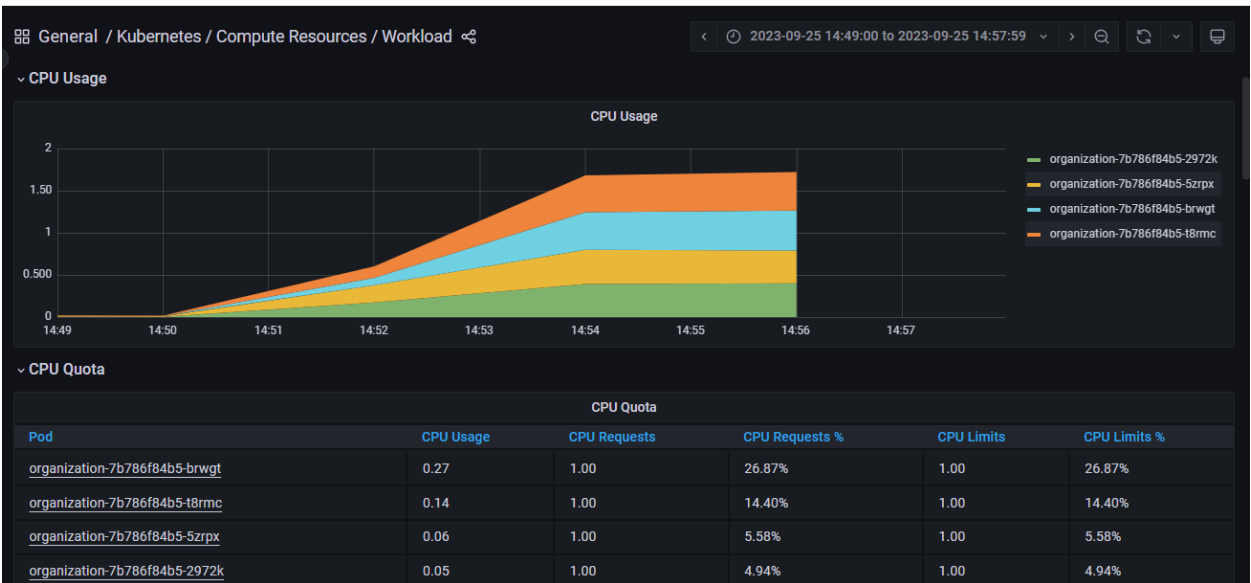 General / Kubernetes / Compute Resources / Workload
2023-09-25 14:49:00 to 2023-09-25 14:57:59
CPU Usage
CPU Usage
2
1.50
1
0.500
0
14:49 14:50 14:51 14:52 14:53 14:54 14:55 14:56 14:57
organization-7b786f84b5-2972k
organization-7b786f84b5-5zrpx
organization-7b786f84b5-brwgt
organization-7b786f84b5-t8rmc
CPU Quota
CPU Quota
Pod CPU Usage CPU Requests CPU Requests % CPU Limits CPU Limits %
organization-7b786f84b5-brwgt 0.27 1.00 26.87% 1.00 26.87%
organization-7b786f84b5-t8rmc 0.14 1.00 14.40% 1.00 14.40%
organization-7b786f84b5-5zrpx 0.06 1.00 5.58% 1.00 5.58%
organization-7b786f84b5-2972k 0.05 1.00 4.94% 1.00 4.94%